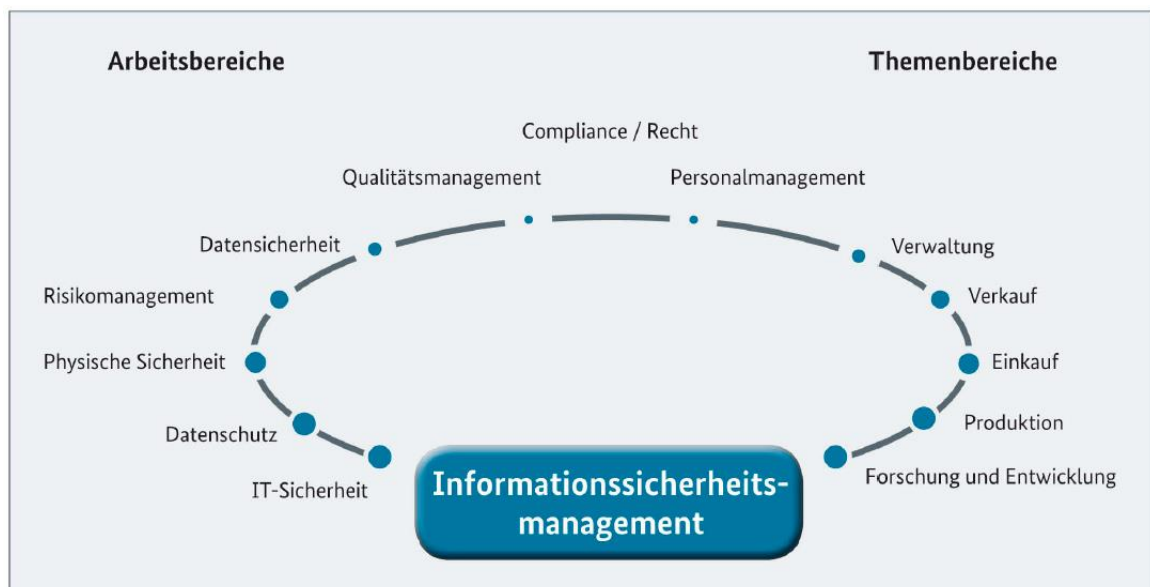 Arbeitsbereiche
Themenbereiche
Compliance / Recht
Qualitätsmanagement
Personalmanagement
Datensicherheit
Verwaltung
Risikomanagement
Verkauf
Physische Sicherheit
Einkauf
Datenschutz
Produktion
IT-Sicherheit
Forschung und Entwicklung
Informationssicherheits-
management